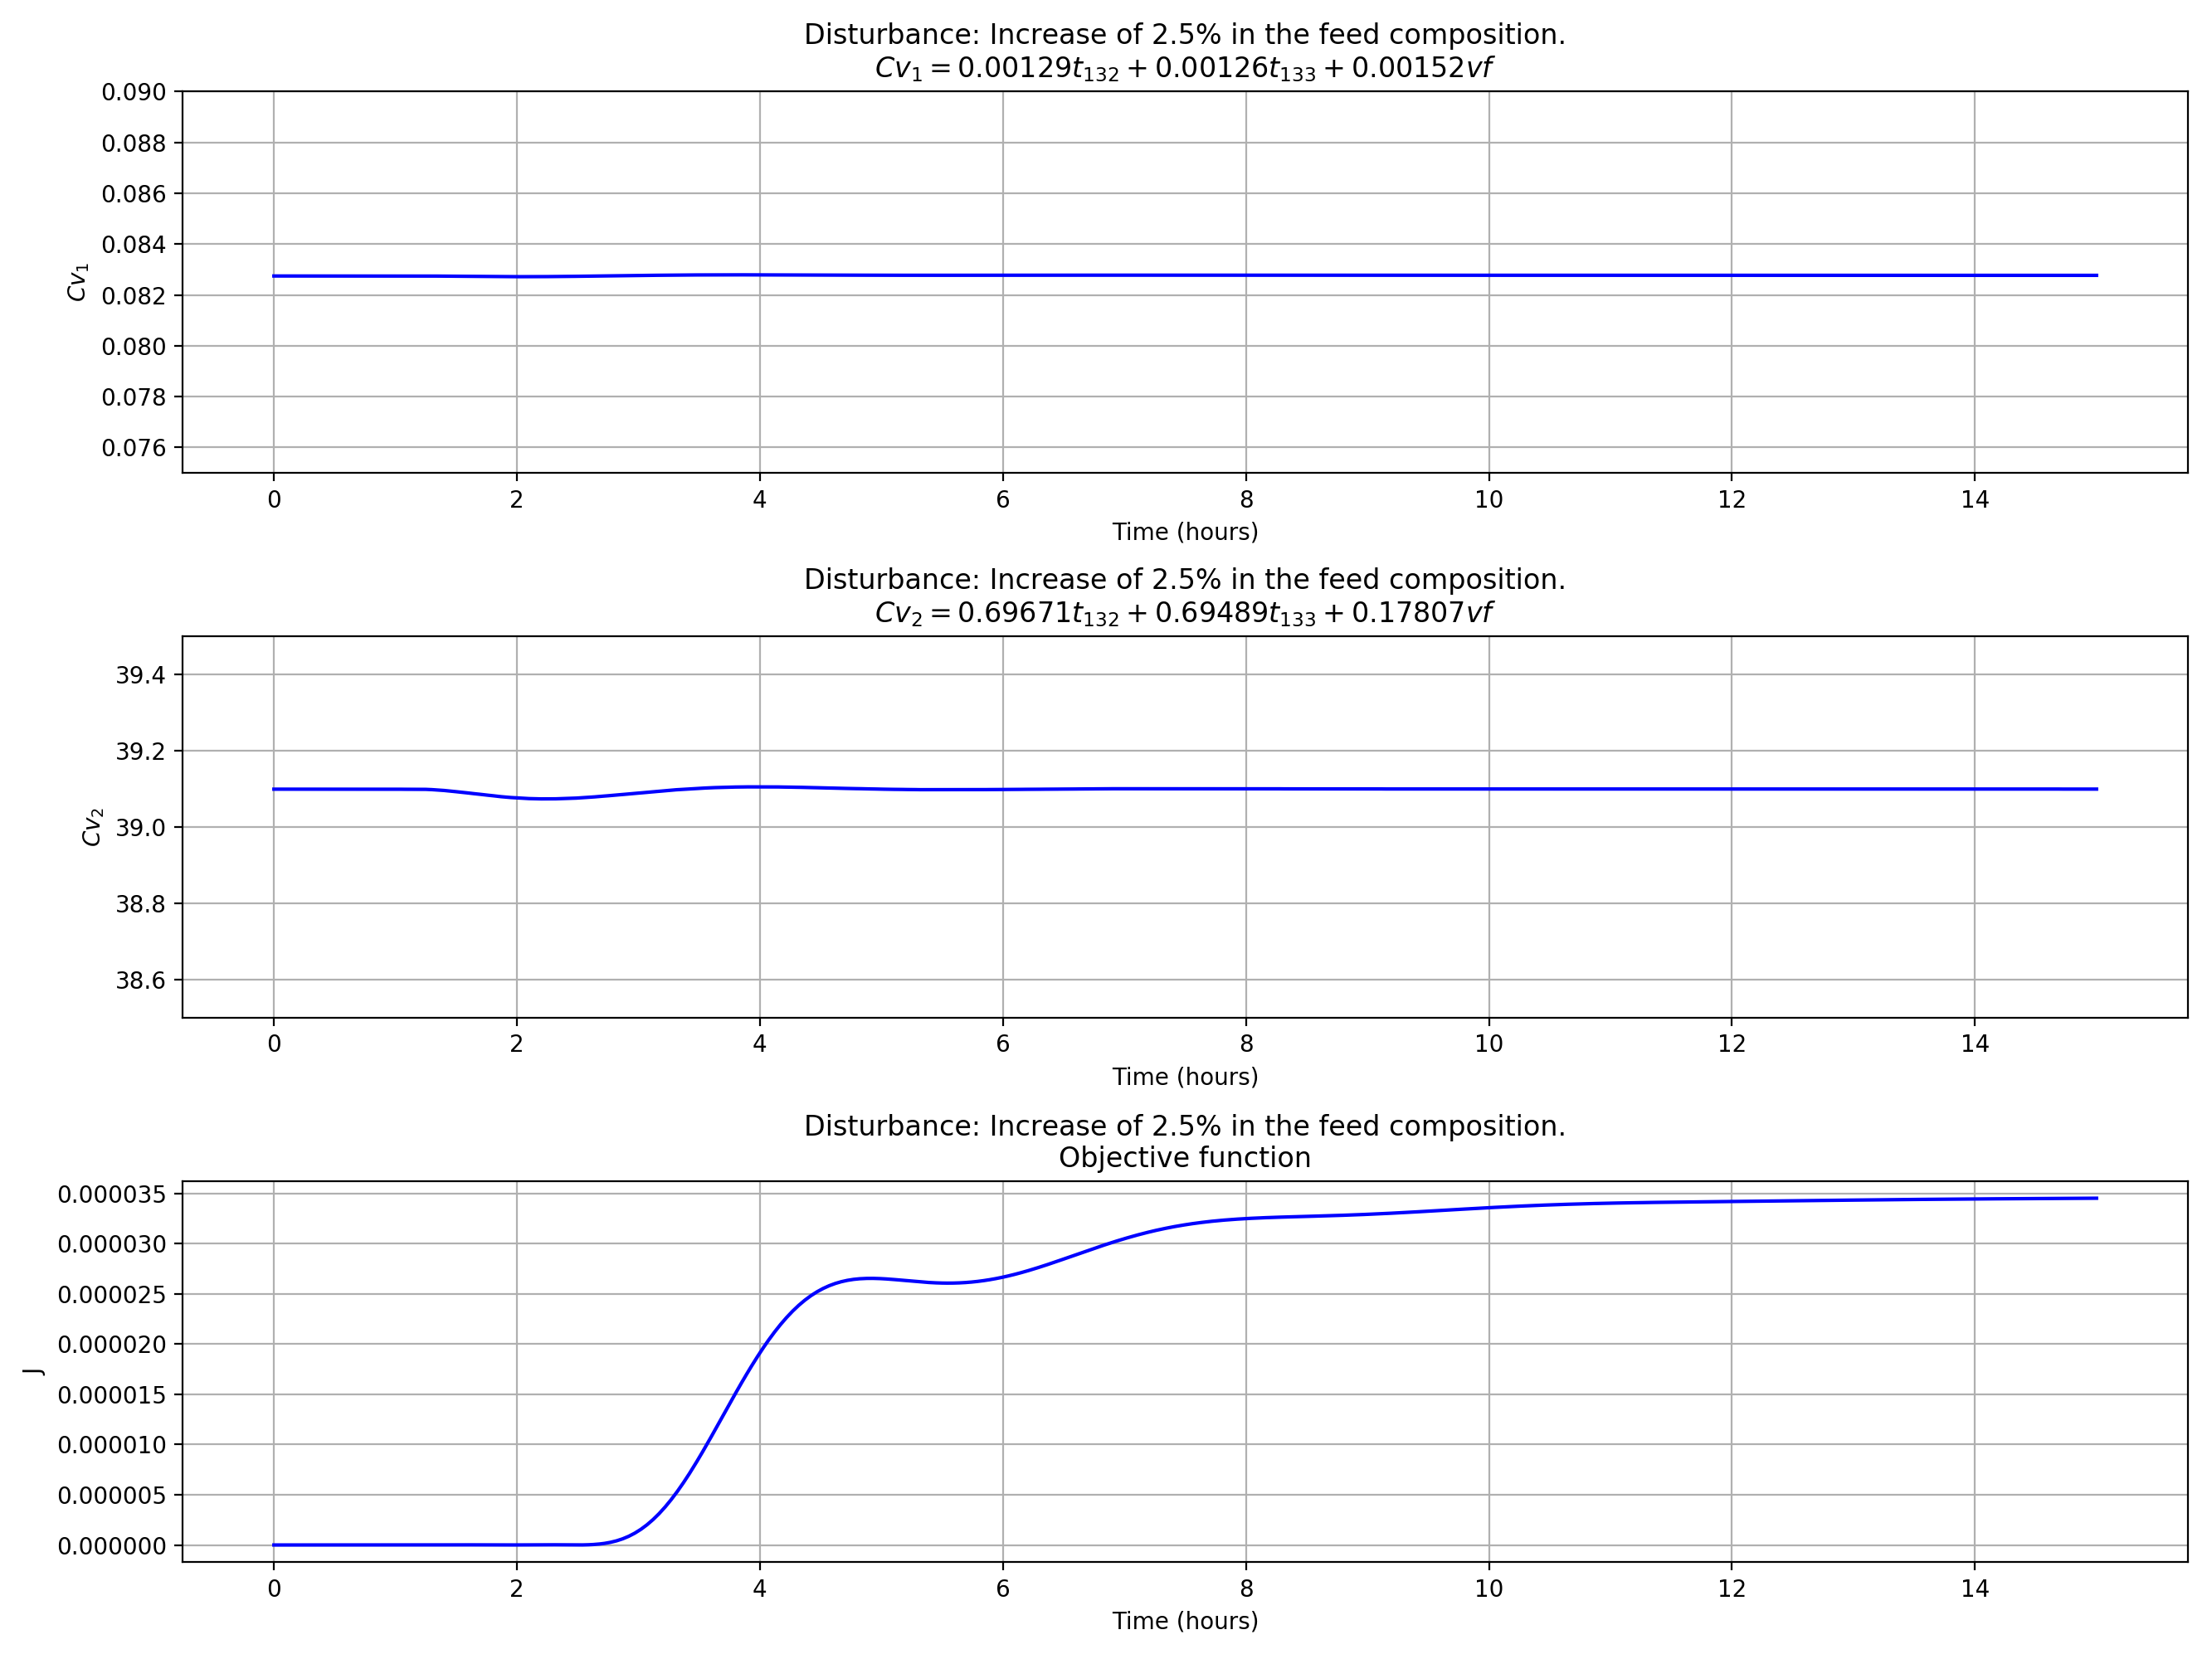 Disturbance: Increase of 2.5% in the feed composition.
Cv₁ = 0.00129t₁₃₂ + 0.00126t₁₃₃ + 0.00152vf
0.090
0.088
0.086
0.084
0.082
0.080
0.078
0.076
Cv₁
0 2 4 6 8 10 12 14
Time (hours)
Disturbance: Increase of 2.5% in the feed composition.
Cv₂ = 0.69671t₁₃₂ + 0.69489t₁₃₃ + 0.17807vf
39.4
39.2
39.0
38.8
38.6
Cv₂
0 2 4 6 8 10 12 14
Time (hours)
Disturbance: Increase of 2.5% in the feed composition.
Objective function
0.000035
0.000030
0.000025
0.000020
0.000015
0.000010
0.000005
0.000000
J
0 2 4 6 8 10 12 14
Time (hours)